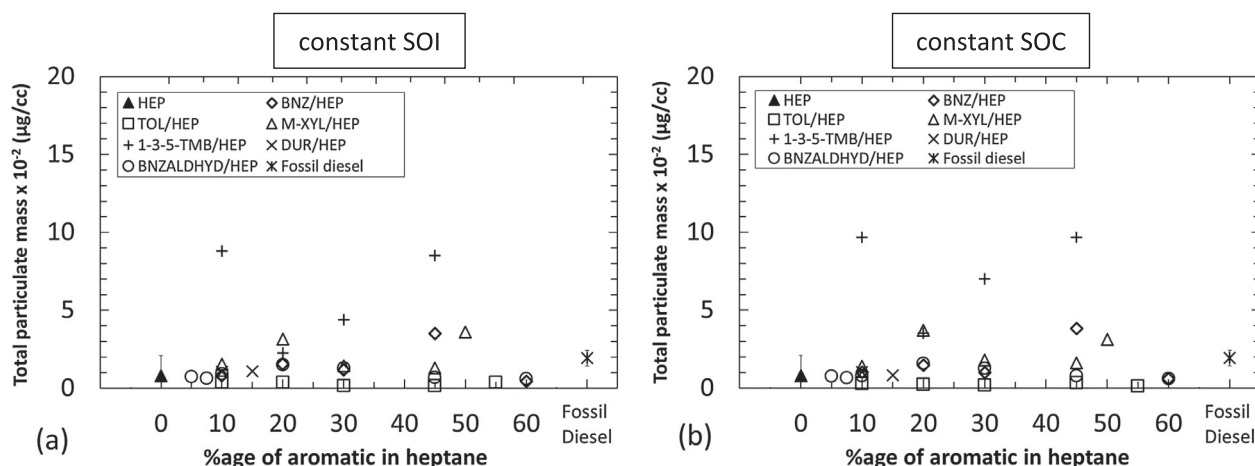 constant SOI
20
15
10
5
0
Total particulate mass x 10⁻² (µg/cc)
HEP
BNZ/HEP
TOL/HEP
M-XYL/HEP
1-3-5-TMB/HEP
DUR/HEP
BNZALDHYD/HEP
Fossil diesel
0 10 20 30 40 50 60 Fossil
Diesel
(a)
%age of aromatic in heptane
constant SOC
20
15
10
5
0
Total particulate mass x 10⁻² (µg/cc)
HEP
BNZ/HEP
TOL/HEP
M-XYL/HEP
1-3-5-TMB/HEP
DUR/HEP
BNZALDHYD/HEP
Fossil diesel
0 10 20 30 40 50 60 Fossil
Diesel
(b)
%age of aromatic in heptane